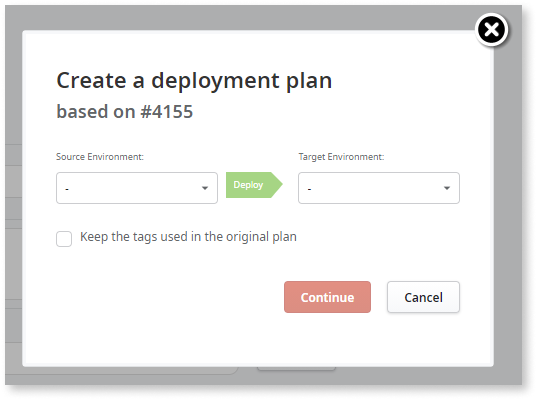 Create a deployment plan
based on #4155
Source Environment:
Target Environment:
-
Deploy
-
Keep the tags used in the original plan
Continue
Cancel